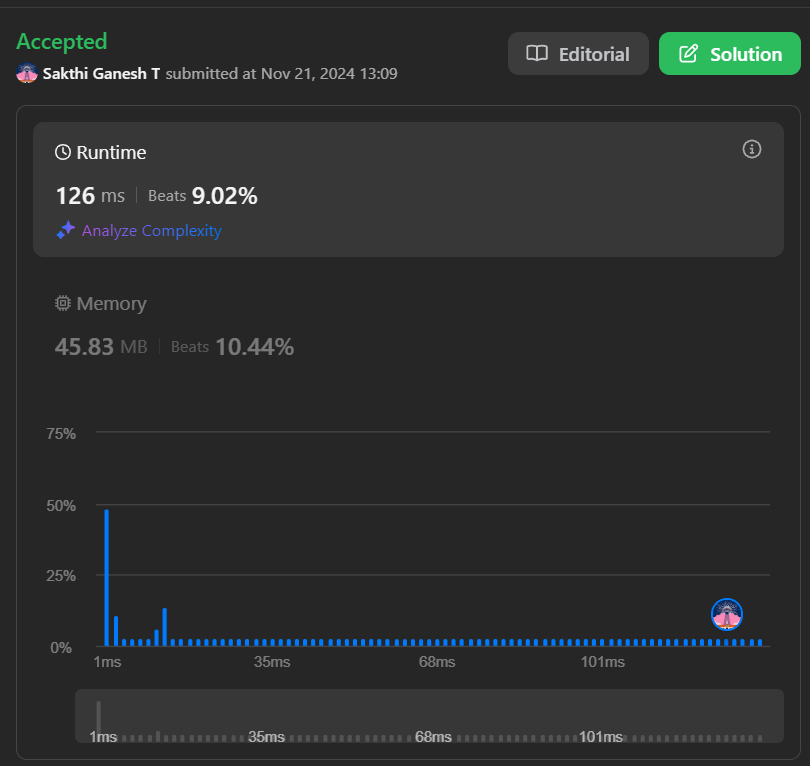 Accepted
Editorial
Solution
Sakthi Ganesh T submitted at Nov 21, 2024 13:09
Runtime
126 ms Beats 9.02%
Analyze Complexity
Memory
45.83 MB Beats 10.44%
75%
50%
25%
0%
1ms 35ms 68ms 101ms
1ms 35ms 68ms 101ms